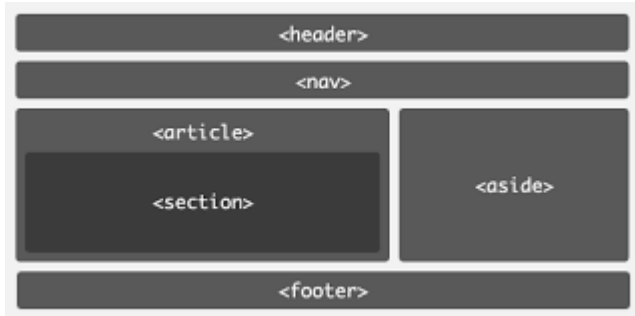 <header>
<nav>
<article>
<section>
<aside>
<footer>